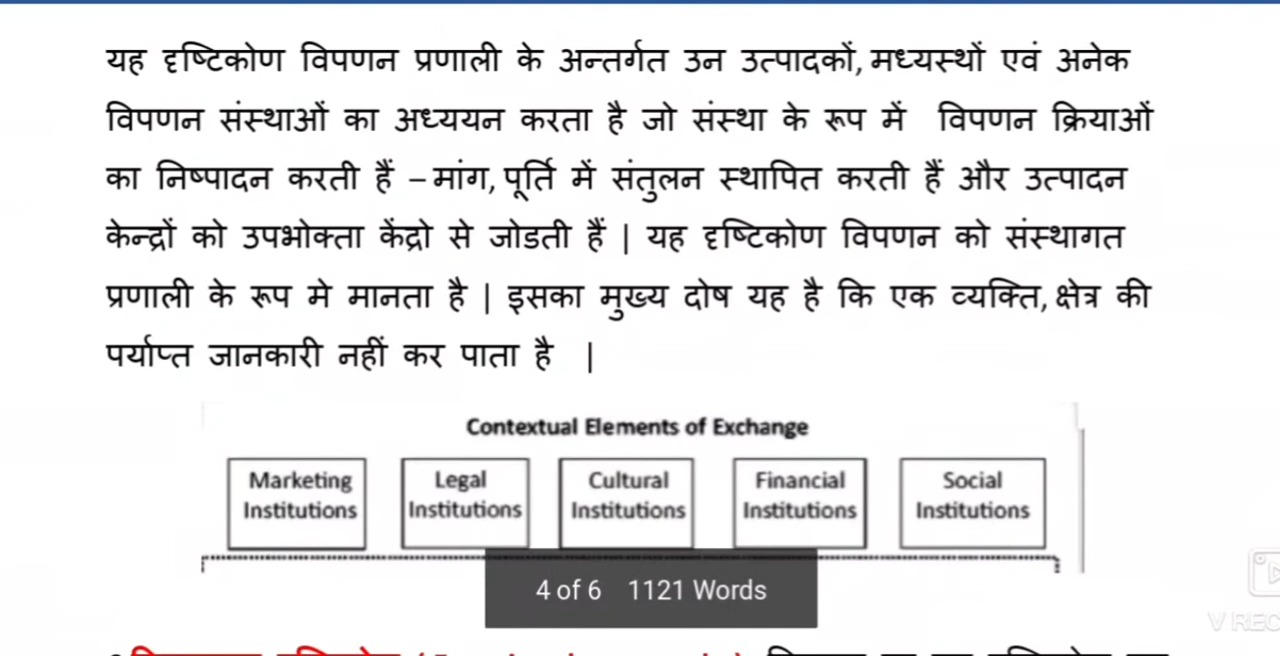 यह दृष्टिकोण विपणन प्रणाली के अन्तर्गत उन उत्पादकों, मध्यस्थों एवं अनेक
विपणन संस्थाओं का अध्ययन करता है जो संस्था के रूप में विपणन क्रियाओं
का निष्पादन करती हैं – मांग, पूर्ति में संतुलन स्थापित करती हैं और उत्पादन
केन्द्रों को उपभोक्ता केंद्रो से जोडती हैं | यह दृष्टिकोण विपणन को संस्थागत
प्रणाली के रूप मे मानता है | इसका मुख्य दोष यह है कि एक व्यक्ति, क्षेत्र की
पर्याप्त जानकारी नहीं कर पाता है |
Contextual Elements of Exchange
Marketing Legal Cultural Financial Social
Institutions Institutions Institutions Institutions Institutions
4 of 6 1121 Words
V REC